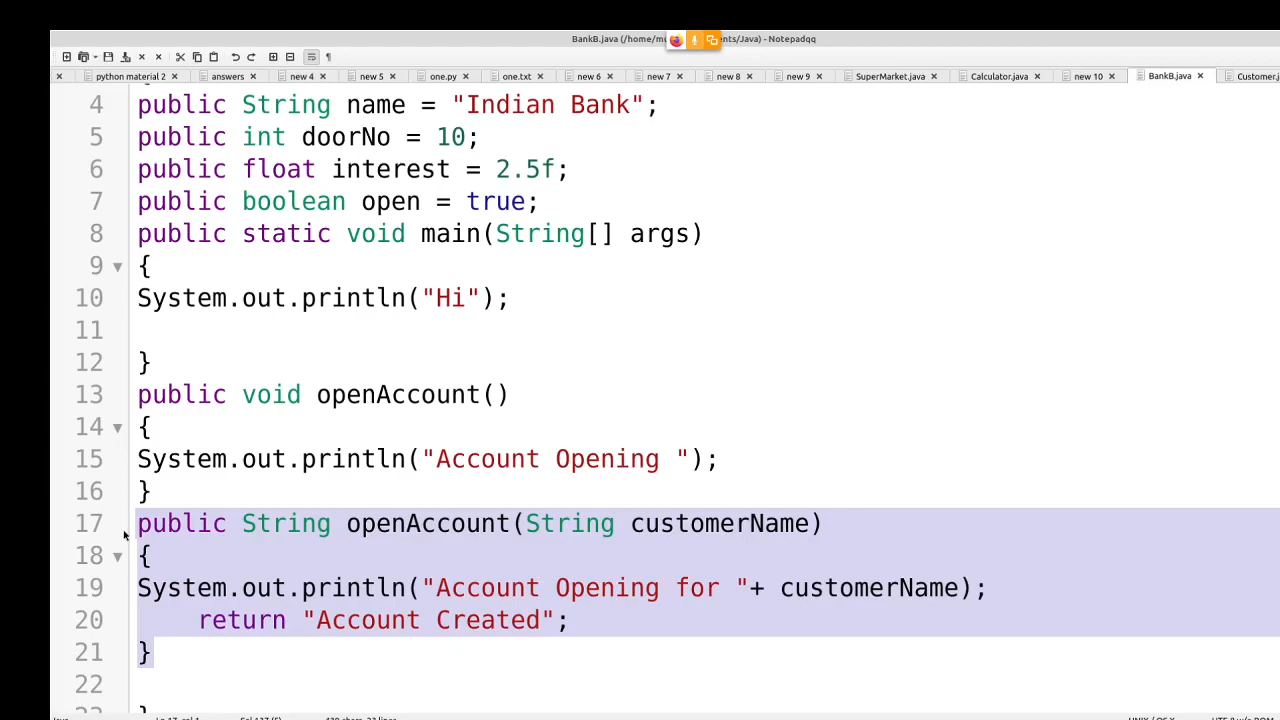 BankB.java (/home/mu ents/Java) - Notepadqq
python material 2 answers new 4 new 5 one.py one.txt new 6 new 7 new 8 new 9 SuperMarket.java Calculator.java new 10 BankB.java Customer.j
4 public String name = "Indian Bank";
5 public int doorNo = 10;
6 public float interest = 2.5f;
7 public boolean open = true;
8 public static void main(String[] args)
9 {
10 System.out.println("Hi");
11
12 }
13 public void openAccount()
14 {
15 System.out.println("Account Opening ");
16 }
17 public String openAccount(String customerName)
18 {
19 System.out.println("Account Opening for "+ customerName);
20 return "Account Created";
21 }
22
23 }